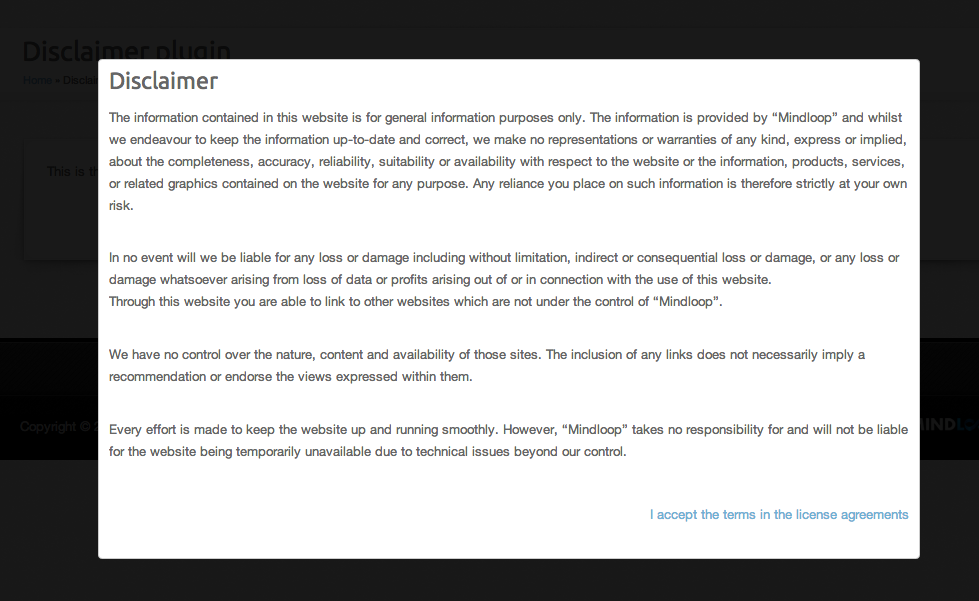 Disclaimer plugin
Home » Disclai
Disclaimer
The information contained in this website is for general information purposes only. The information is provided by “Mindloop” and whilst
we endeavour to keep the information up-to-date and correct, we make no representations or warranties of any kind, express or implied,
about the completeness, accuracy, reliability, suitability or availability with respect to the website or the information, products, services,
or related graphics contained on the website for any purpose. Any reliance you place on such information is therefore strictly at your own
risk.
This is th
In no event will we be liable for any loss or damage including without limitation, indirect or consequential loss or damage, or any loss or
damage whatsoever arising from loss of data or profits arising out of or in connection with the use of this website.
Through this website you are able to link to other websites which are not under the control of “Mindloop”.
We have no control over the nature, content and availability of those sites. The inclusion of any links does not necessarily imply a
recommendation or endorse the views expressed within them.
Every effort is made to keep the website up and running smoothly. However, “Mindloop” takes no responsibility for and will not be liable
for the website being temporarily unavailable due to technical issues beyond our control.
Copyright © 2
I accept the terms in the license agreements